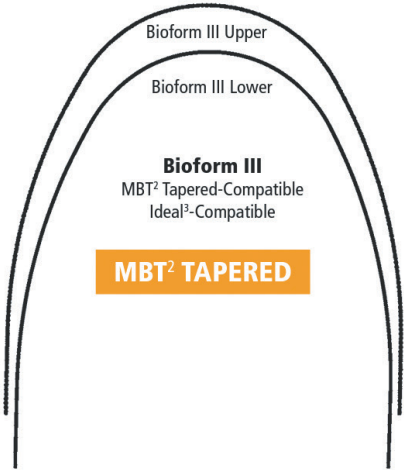 Bioform III Upper
Bioform III Lower
Bioform III
MBT² Tapered-Compatible
Ideal³-Compatible
MBT² TAPERED